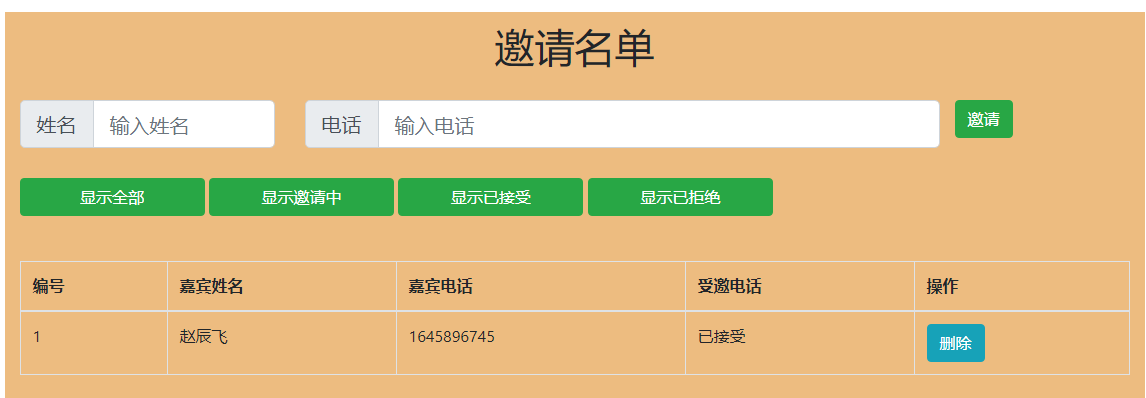 邀请名单
姓名 输入姓名 电话 输入电话 邀请
显示全部 显示邀请中 显示已接受 显示已拒绝
编号 嘉宾姓名 嘉宾电话 受邀电话 操作
1 赵辰飞 1645896745 已接受 删除